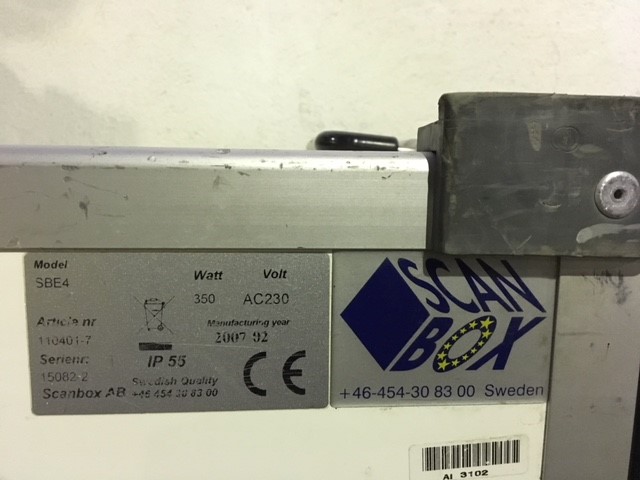 Model
SBE4
Watt Volt
350 AC230
Article nr
110401-7
Manufacturing year
2007 92
Serienr:
15082-2
IP 55
Swedish Quality
Scanbox AB +46 454 30 83 00
CE
SCAN
BOX
+46-454-30 83 00 Sweden
AI 3102